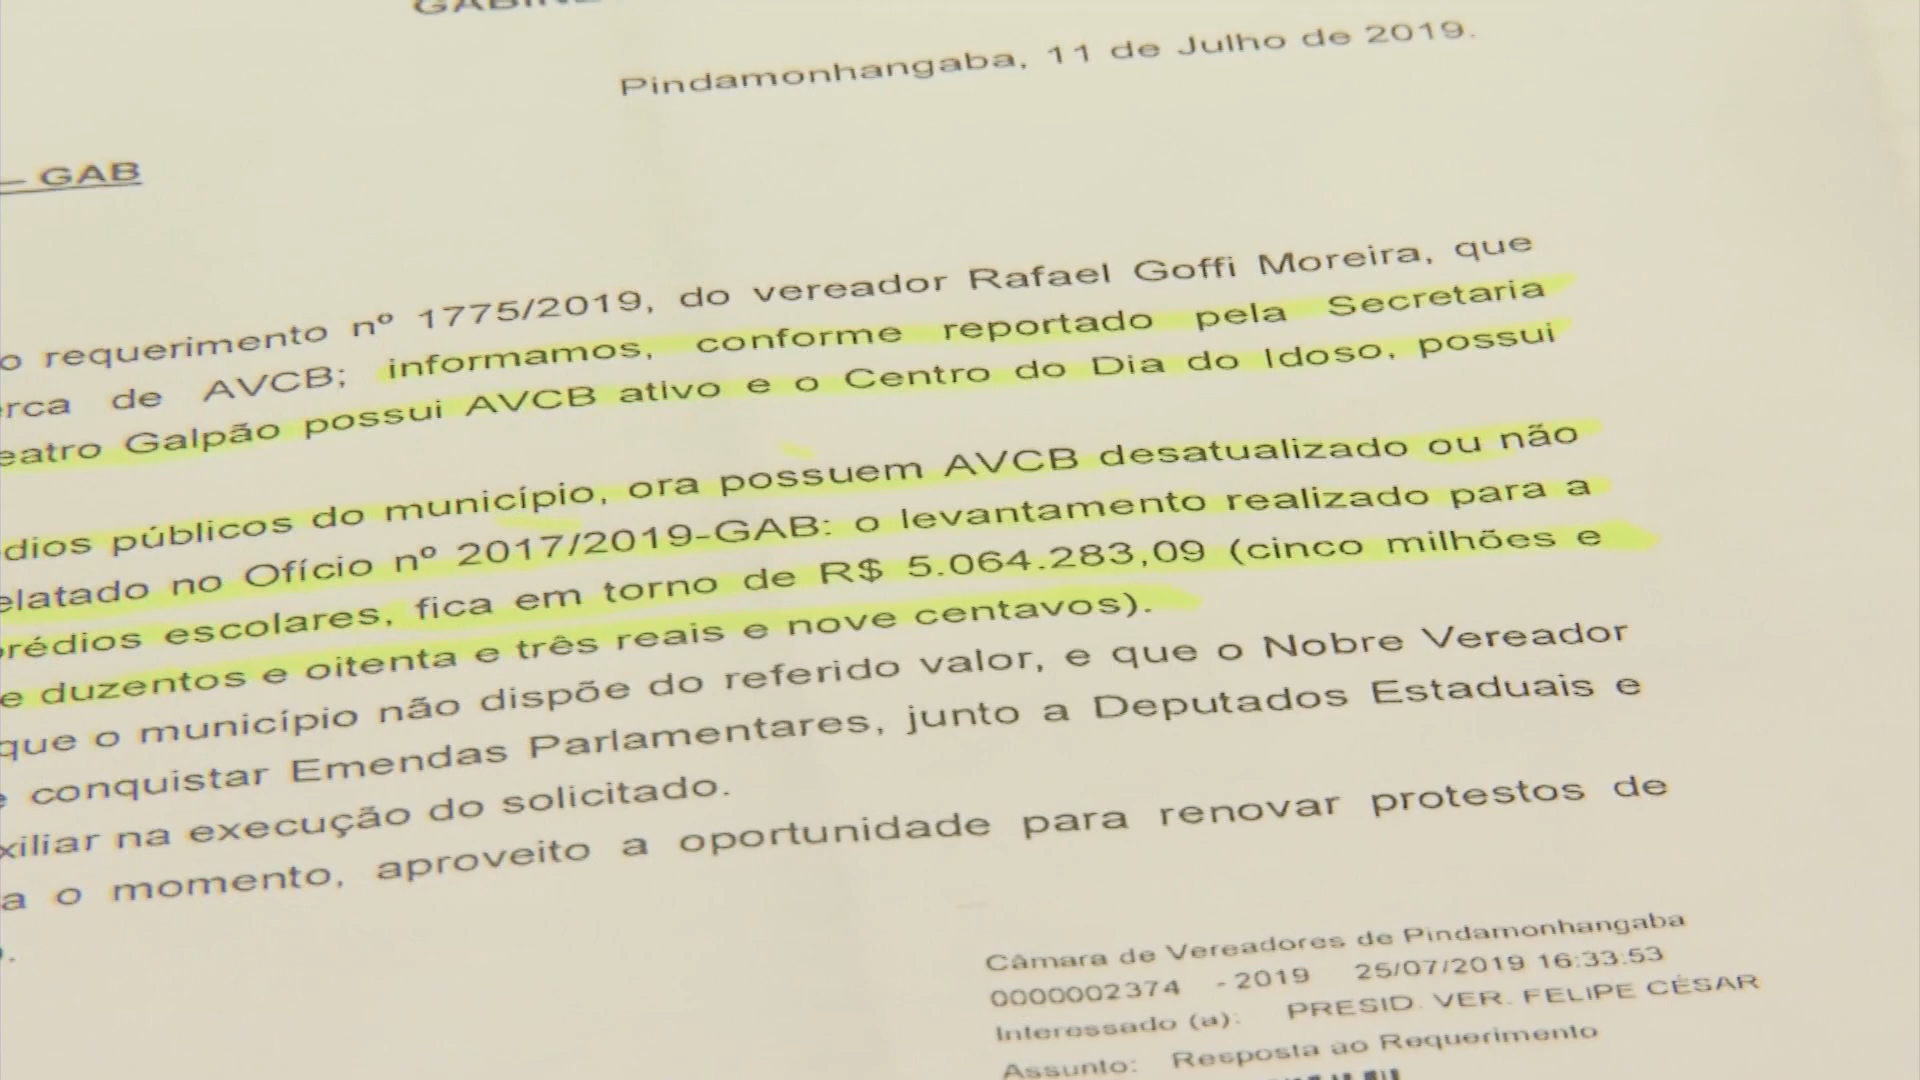 Pindamonhangaba, 11 de Julho de 2019.
– GAB
o requerimento nº 1775/2019, do vereador Rafael Goffi Moreira, que
erca de AVCB; informamos, conforme reportado pela Secretaria
eatro Galpão possui AVCB ativo e o Centro do Dia do Idoso, possui
dios públicos do município, ora possuem AVCB desatualizado ou não
elatado no Ofício nº 2017/2019-GAB: o levantamento realizado para a
rédios escolares, fica em torno de R$ 5.064.283,09 (cinco milhões e
e duzentos e oitenta e três reais e nove centavos).
que o município não dispõe do referido valor, e que o Nobre Vereador
e conquistar Emendas Parlamentares, junto a Deputados Estaduais e
xiliar na execução do solicitado.
a o momento, aproveito a oportunidade para renovar protestos de
Câmara de Vereadores de Pindamonhangaba
0000002374 - 2019 25/07/2019 16:33:53
Interessado (a): PRESID. VER. FELIPE CÉSAR
Assunto: Resposta ao Requerimento